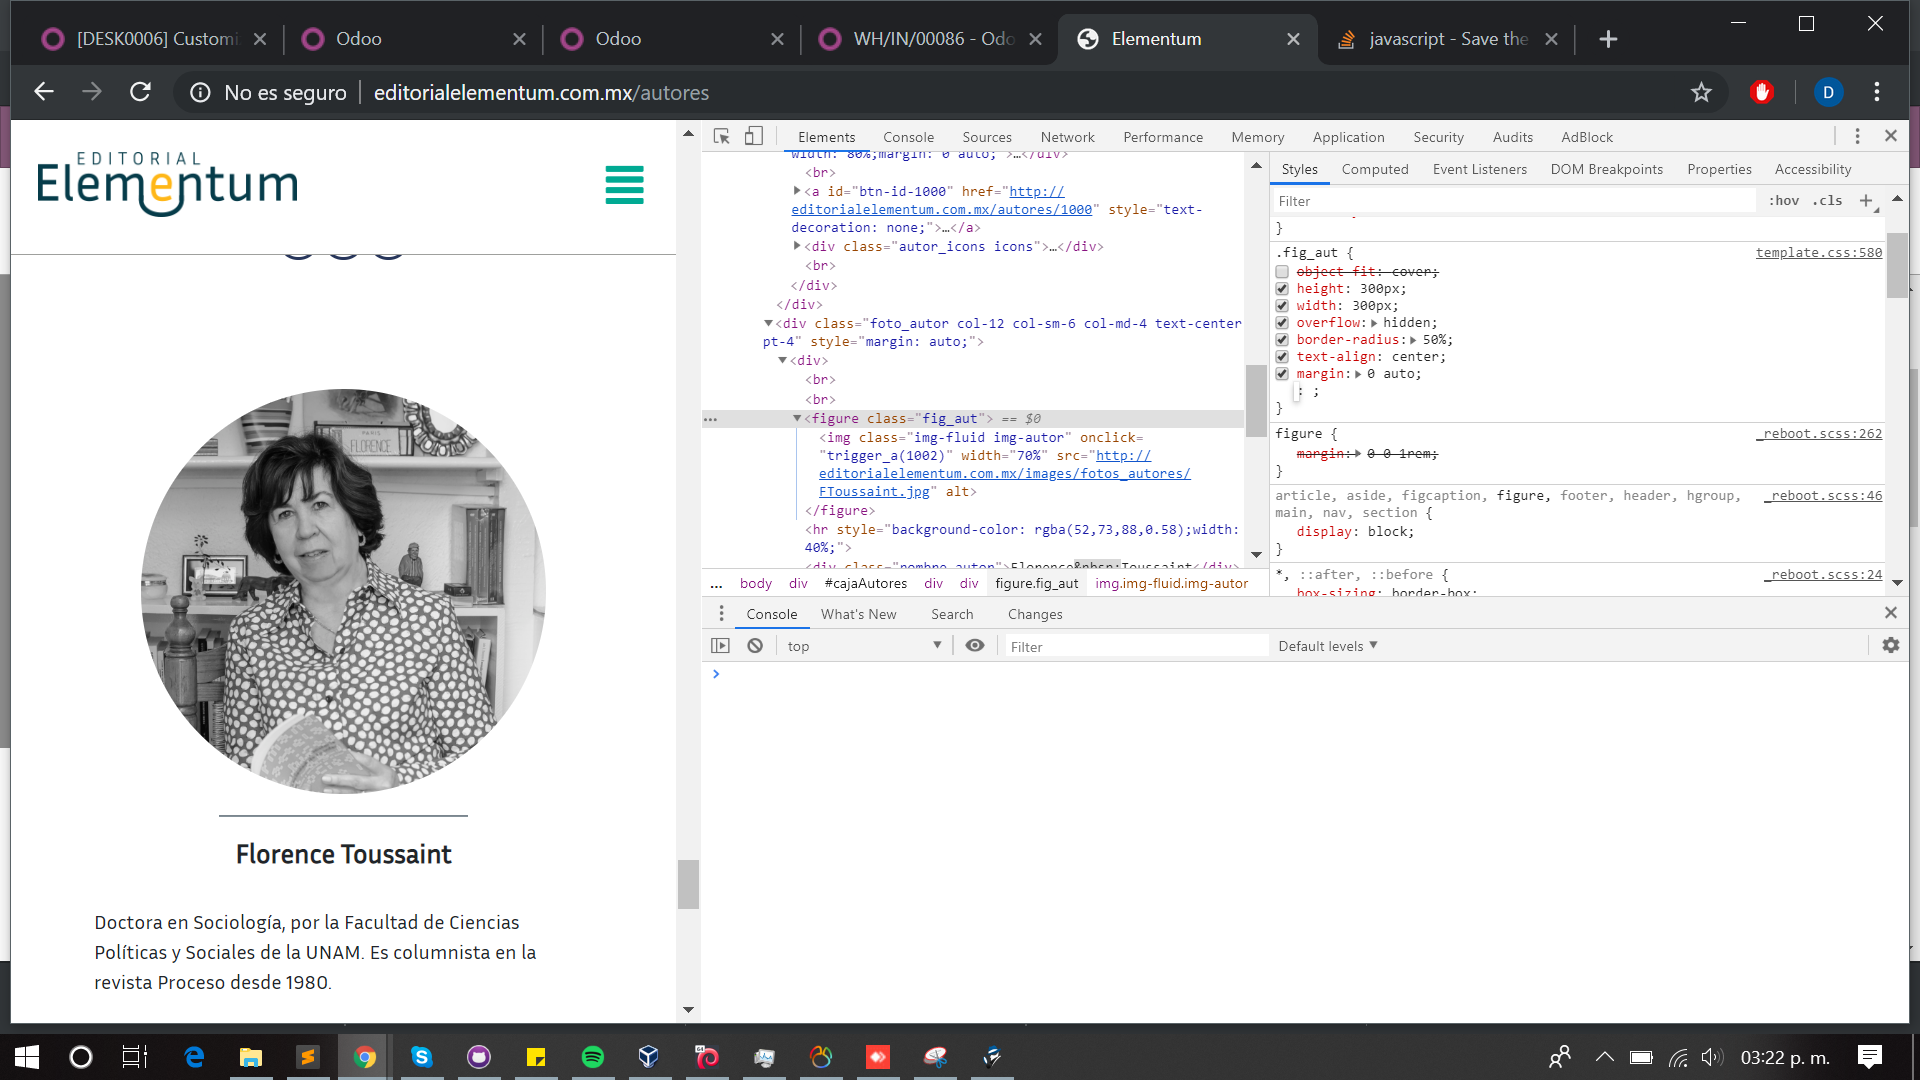 [DESK0006] Customi
Odoo
Odoo
WH/IN/00086 - Odo
Elementum
javascript - Save the
No es seguro
editorialelementum.com.mx/autores
D
EDITORIAL
Elementum
PARIS
FLORENCE
Florence Toussaint
Doctora en Sociología, por la Facultad de Ciencias
Políticas y Sociales de la UNAM. Es columnista en la
revista Proceso desde 1980.
Elements
Console
Sources
Network
Performance
Memory
Application
Security
Audits
AdBlock
width: 80%;margin: 0 auto; ">…</div>
<br>
<a id="btn-id-1000" href="http://
editorialelementum.com.mx/autores/1000" style="text-
decoration: none;">…</a>
<div class="autor_icons icons">…</div>
<br>
</div>
</div>
<div class="foto_autor col-12 col-sm-6 col-md-4 text-center
pt-4" style="margin: auto;">
<div>
<br>
<br>
<figure class="fig_aut"> == $0
<img class="img-fluid img-autor" onclick=
"trigger_a(1002)" width="70%" src="http://
editorialelementum.com.mx/images/fotos_autores/
FToussaint.jpg" alt>
</figure>
<hr style="background-color: rgba(52,73,88,0.58);width:
40%;">
<div class="nombre_autor">Florence&nbsp;Toussaint</div>
...
body
div
#cajaAutores
div
div
figure.fig_aut
img.img-fluid.img-autor
Styles
Computed
Event Listeners
DOM Breakpoints
Properties
Accessibility
Filter
:hov
.cls
}
.fig_aut {
template.css:580
object-fit: cover;
height: 300px;
width: 300px;
overflow: hidden;
border-radius: 50%;
text-align: center;
margin: 0 auto;
: ;
}
figure {
_reboot.scss:262
margin: 0 0 1rem;
}
article, aside, figcaption, figure, footer, header, hgroup,
_reboot.scss:46
main, nav, section {
display: block;
}
*, ::after, ::before {
_reboot.scss:24
box-sizing: border-box;
Console
What's New
Search
Changes
top
Filter
Default levels
03:22 p. m.